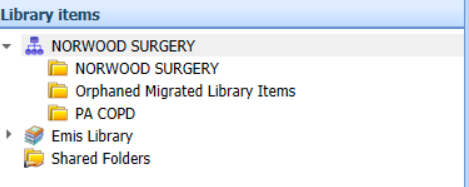 Library items
NORWOOD SURGERY
NORWOOD SURGERY
Orphaned Migrated Library Items
PA COPD
Emis Library
Shared Folders